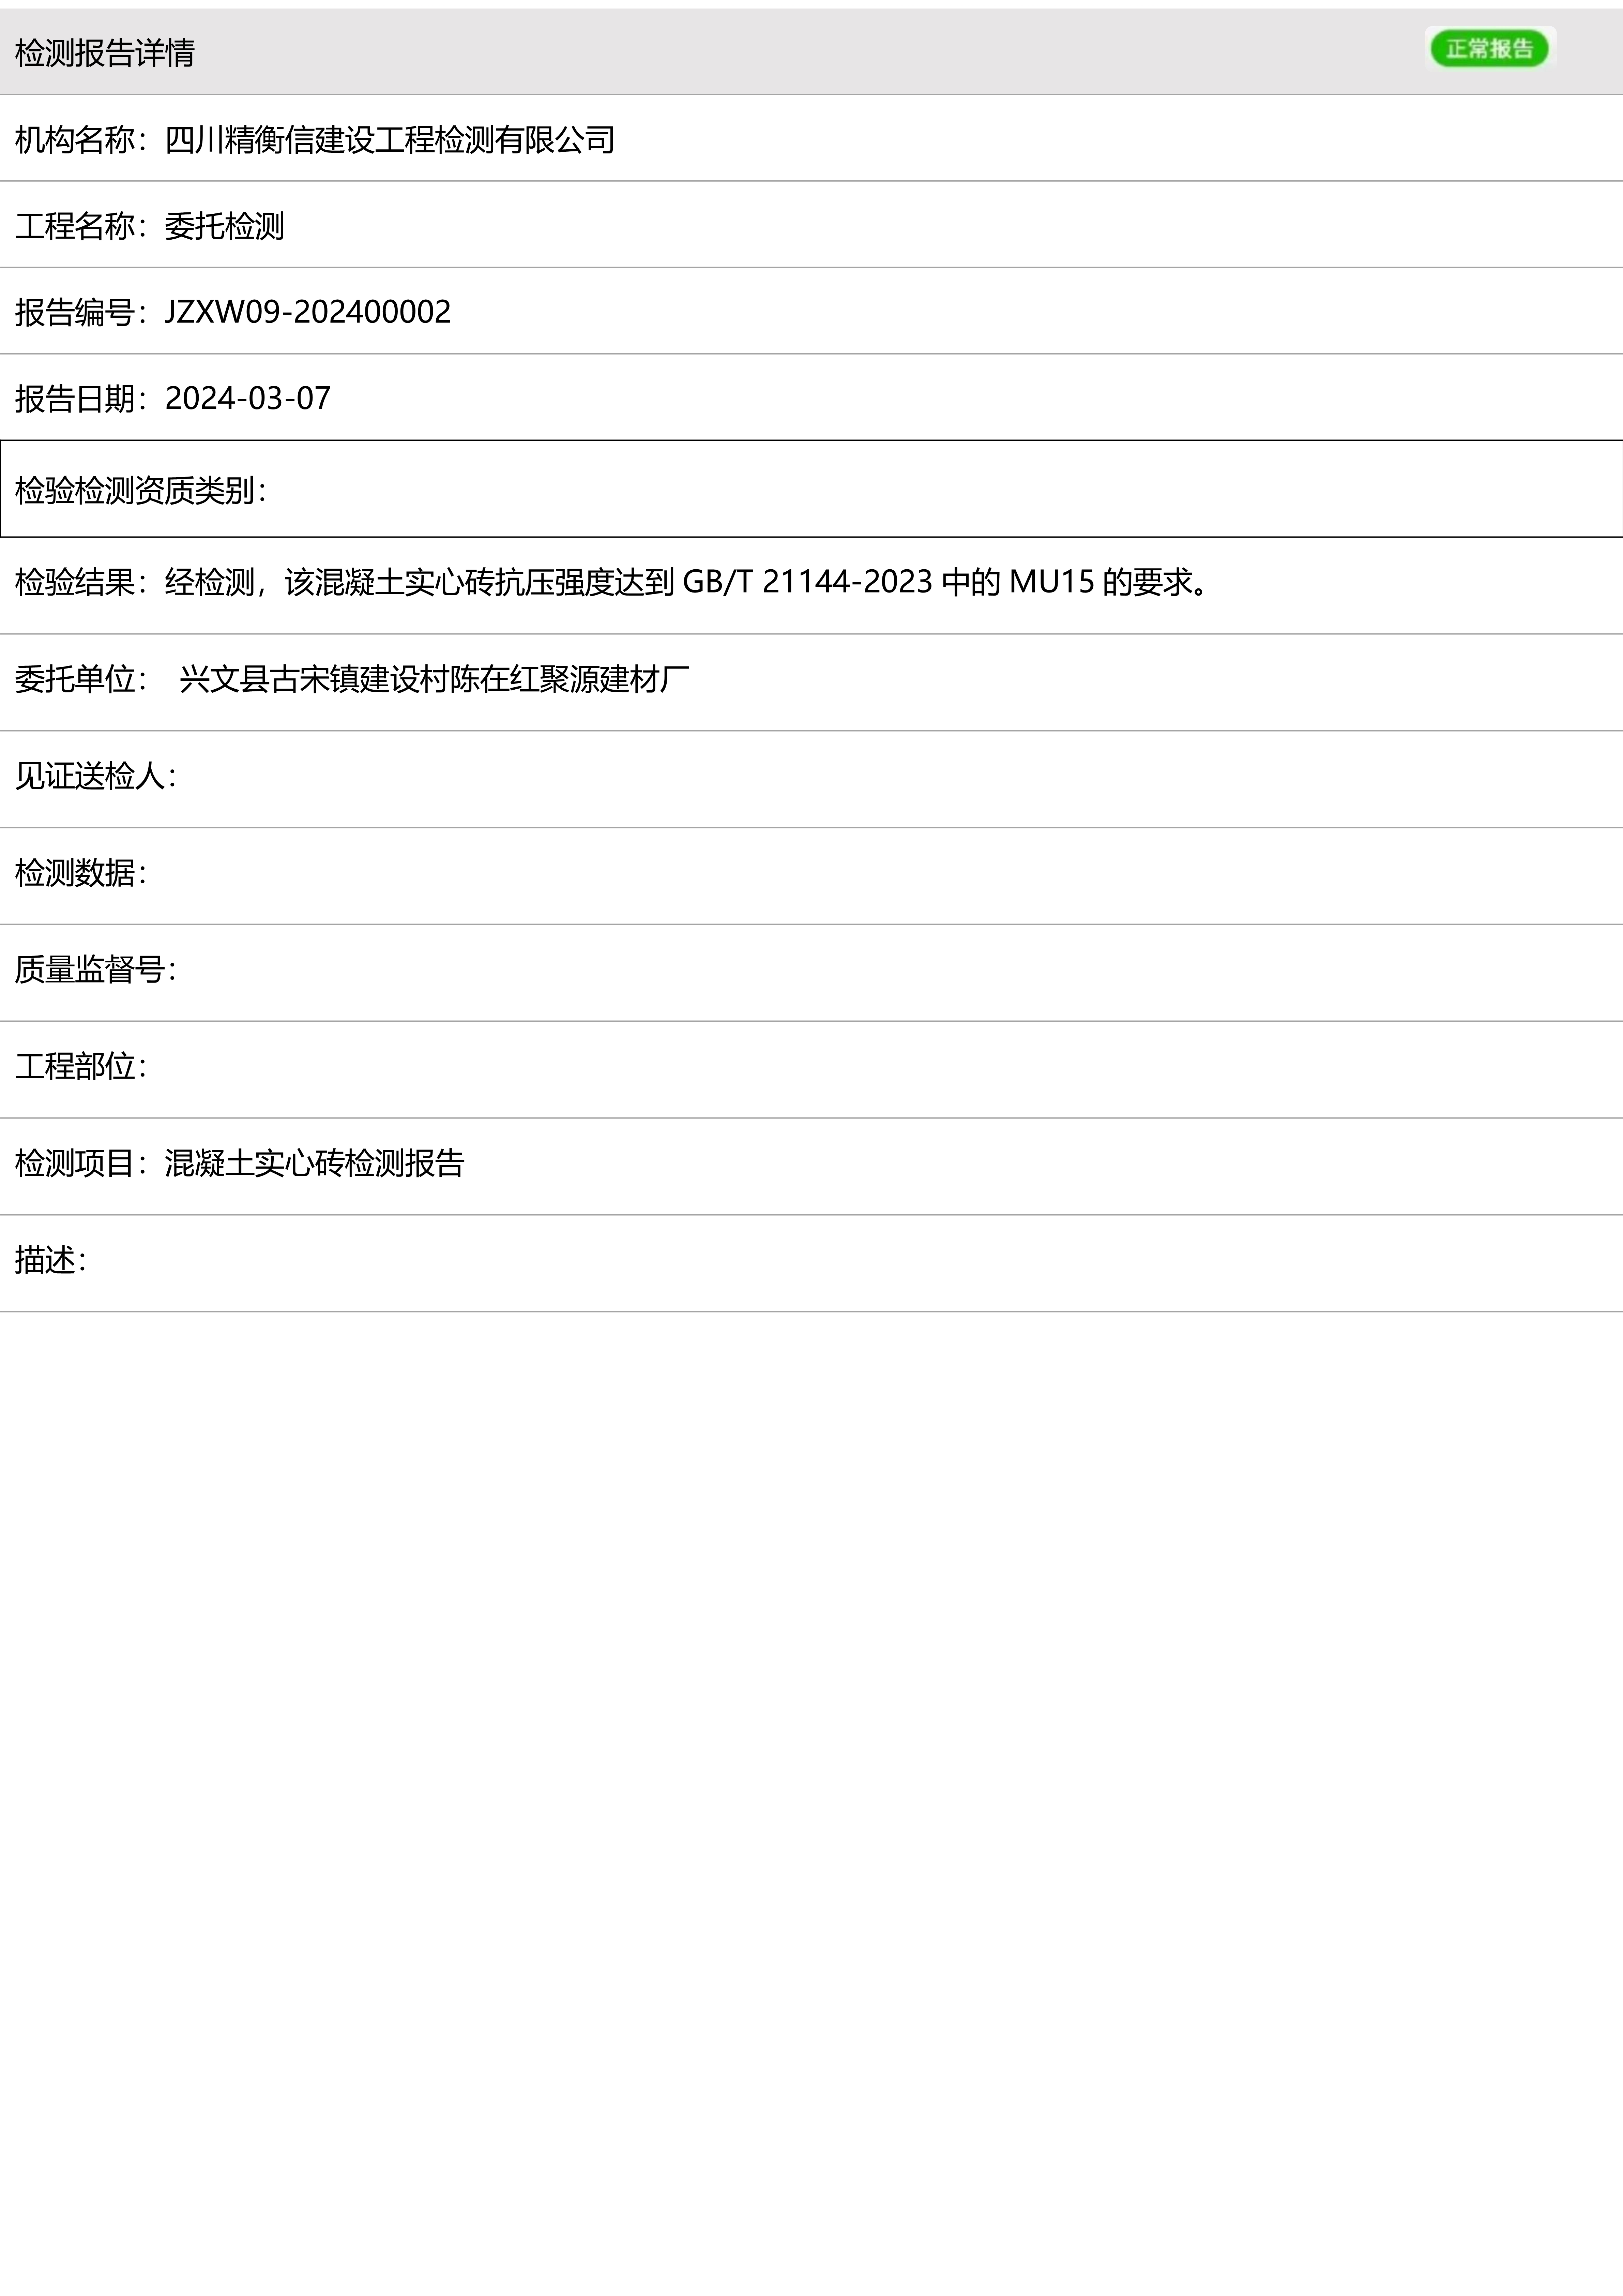 检测报告详情
正常报告
机构名称：四川精衡信建设工程检测有限公司
工程名称：委托检测
报告编号：JZXW09-202400002
报告日期：2024-03-07
检验检测资质类别：
检验结果：经检测，该混凝土实心砖抗压强度达到 GB/T 21144-2023 中的 MU15 的要求。
委托单位： 兴文县古宋镇建设村陈在红聚源建材厂
见证送检人：
检测数据：
质量监督号：
工程部位：
检测项目：混凝土实心砖检测报告
描述：